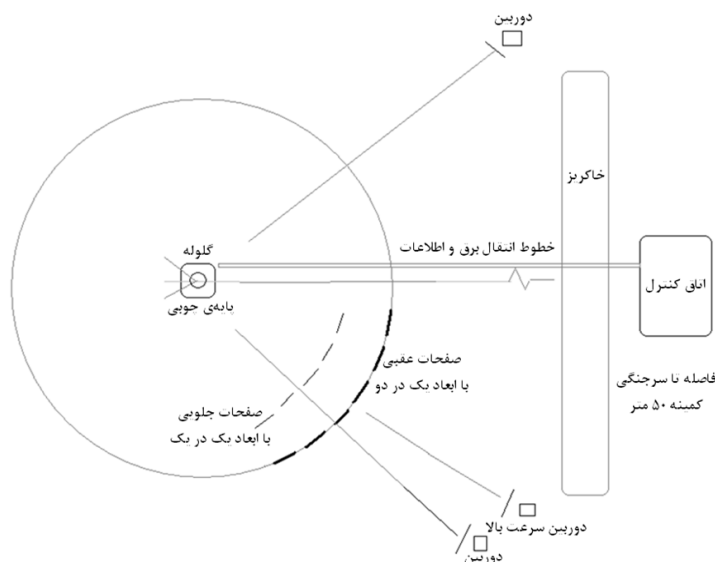 دوربین
خاکریز
خطوط انتقال برق و اطلاعات
گلوله
پایه‌ی چوبی
اتاق کنترل
صفحات عقبی
با ابعاد یک در دو
فاصله تا سرجنگی
کمینه ۵۰ متر
صفحات جلویی
با ابعاد یک در یک
دوربین سرعت بالا
دوربین